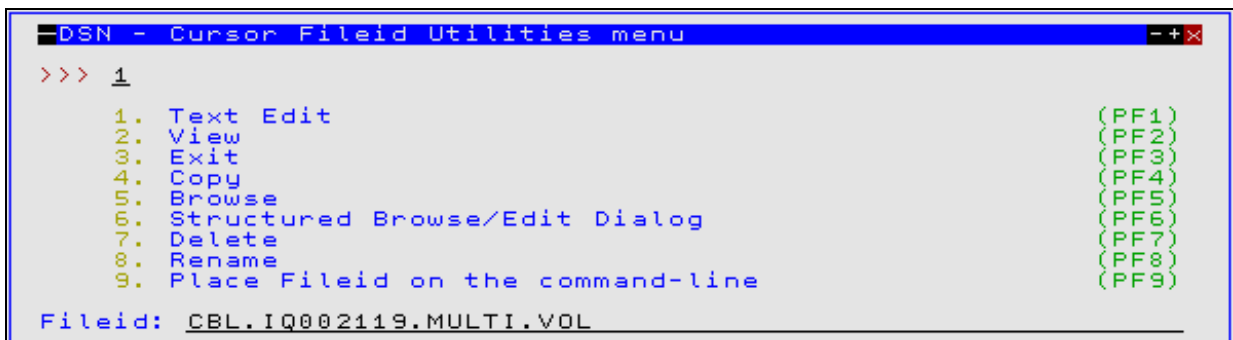 DSN - Cursor Fileid Utilities menu - + x
>>> 1
1. Text Edit (PF1)
2. View (PF2)
3. Exit (PF3)
4. Copy (PF4)
5. Browse (PF5)
6. Structured Browse/Edit Dialog (PF6)
7. Delete (PF7)
8. Rename (PF8)
9. Place Fileid on the command-line (PF9)
Fileid: CBL.IQ002119.MULTI.VOL